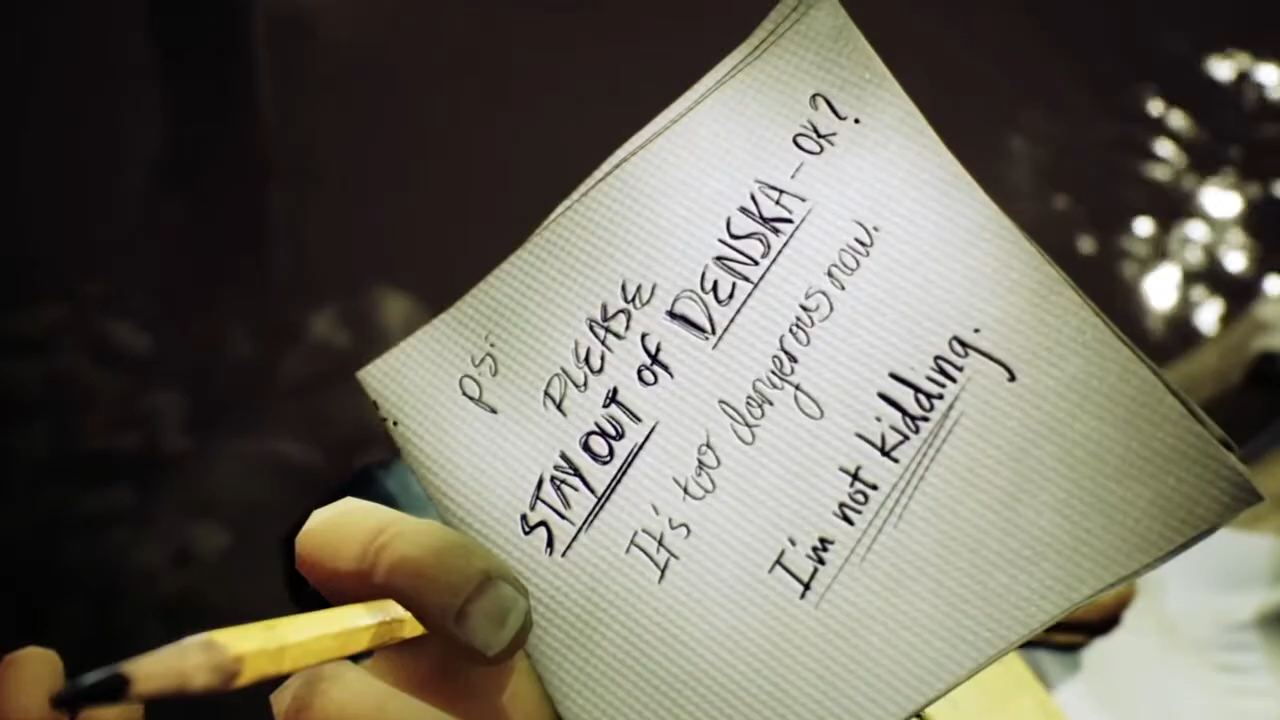 PS:
PLEASE
STAY OUT of DENSKA - OK?
It's too dangerous now.
I'm not kidding.